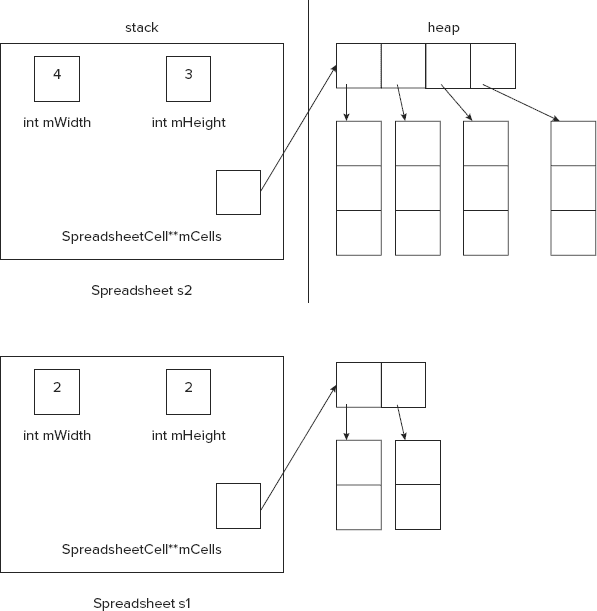 stack
heap
4
3
int mWidth
int mHeight
SpreadsheetCell**mCells
Spreadsheet s2
2
2
int mWidth
int mHeight
SpreadsheetCell**mCells
Spreadsheet s1